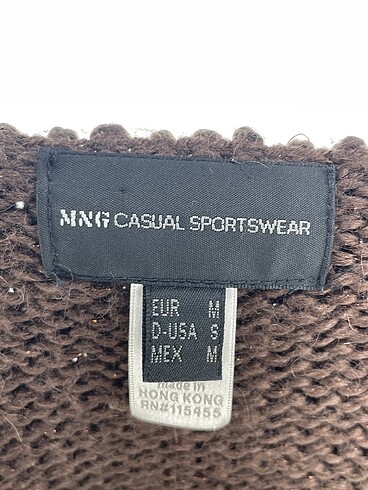 MNG CASUAL SPORTSWEAR
EUR M
D-USA S
MEX M
made in
HONG KONG
RN#115455